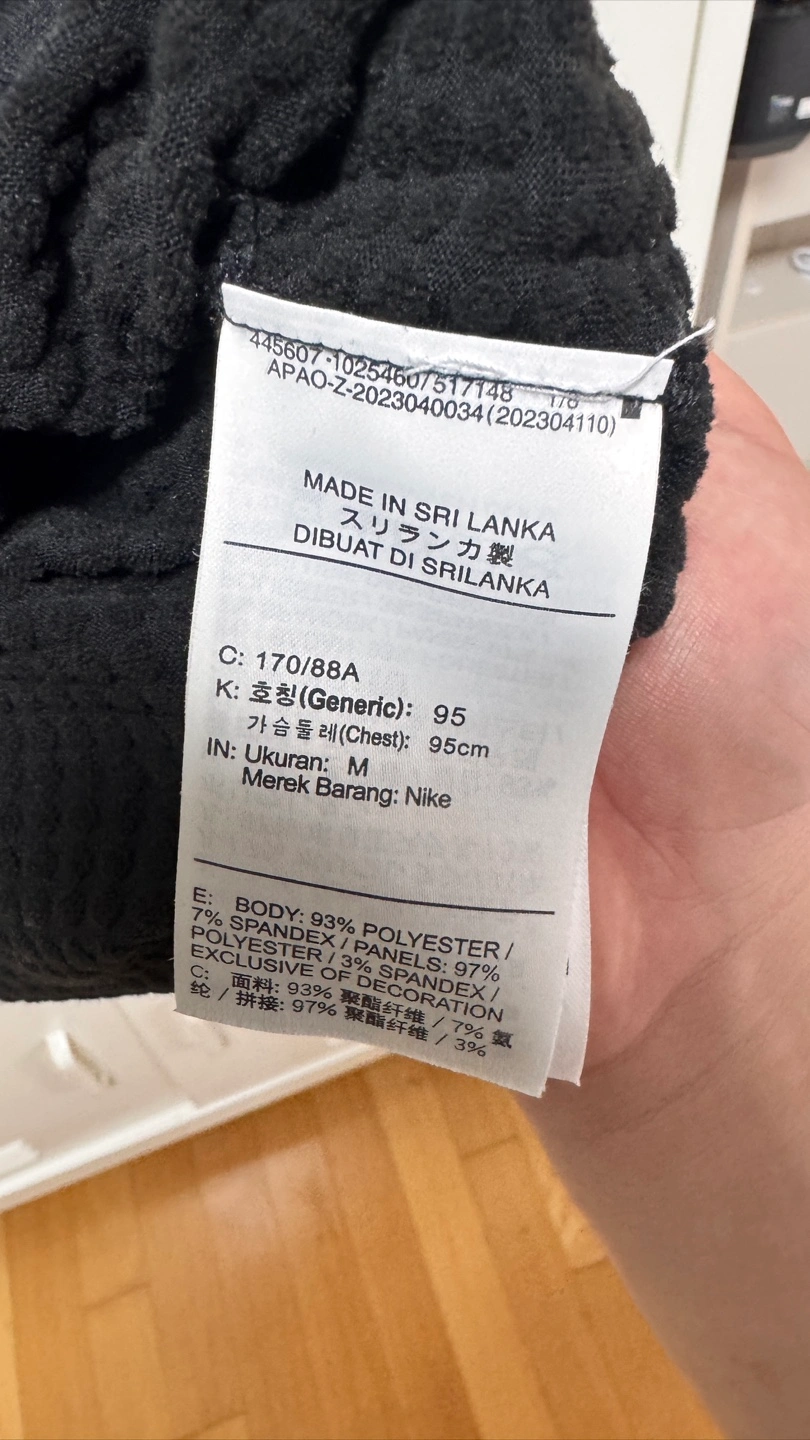 445607-1025460/517148 1/8
APAO-Z-2023040034(202304110)
MADE IN SRI LANKA
スリランカ製
DIBUAT DI SRILANKA
C: 170/88A
K: 호칭(Generic): 95
가슴둘레(Chest): 95cm
IN: Ukuran: M
Merek Barang: Nike
E: BODY: 93% POLYESTER /
7% SPANDEX / PANELS: 97%
POLYESTER / 3% SPANDEX /
EXCLUSIVE OF DECORATION
C: 面料: 93% 聚酯纤维 / 7% 氨
纶 / 拼接: 97% 聚酯纤维 / 3%